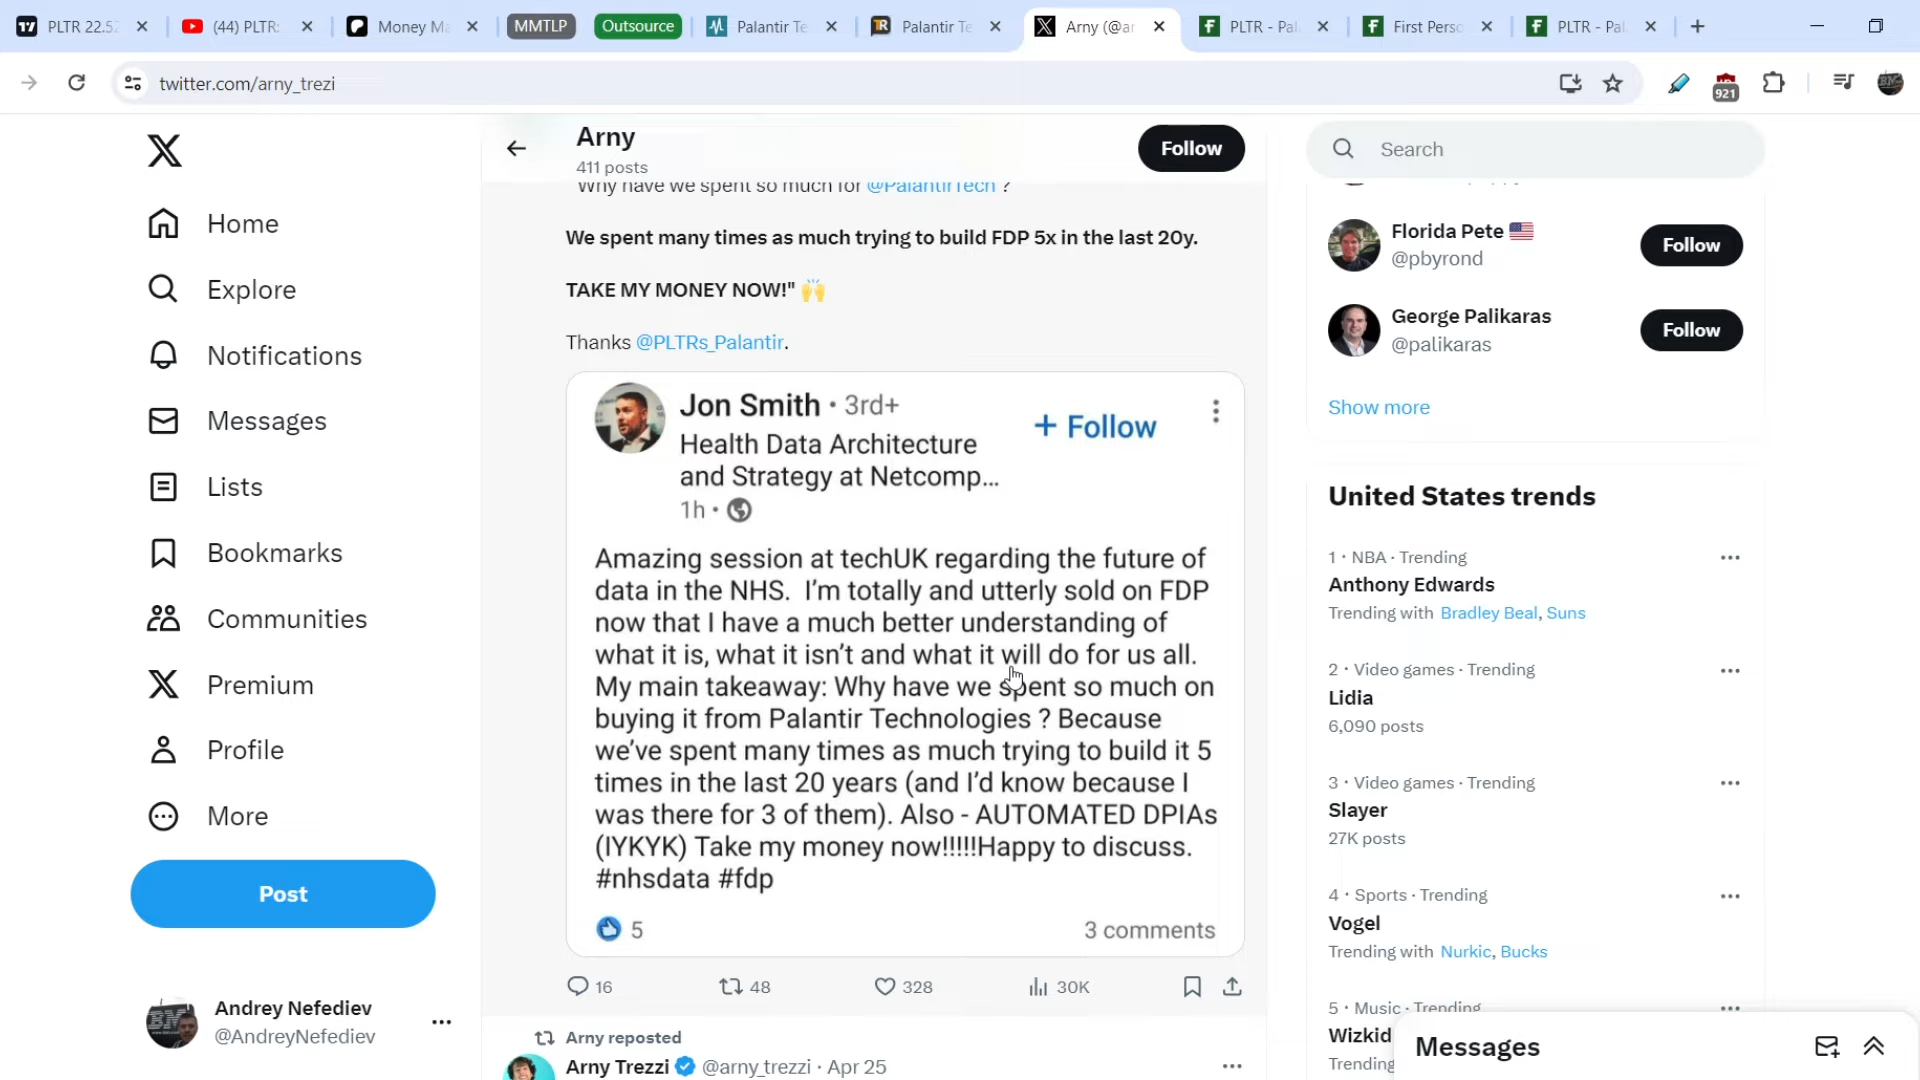 PLTR 22.52
(44) PLTR:
Money Ma
MMTLP
Outsource
Palantir Te
Palantir Te
Arny (@ar
PLTR - Pal
First Perso
PLTR - Pal
twitter.com/arny_trezi
921
Arny
411 posts
Follow
Search
Home
Explore
Notifications
Messages
Lists
Bookmarks
Communities
Premium
Profile
More
Post
Andrey Nefediev
@AndreyNefediev
"Why have we spent so much for @PalantirTech ?
We spent many times as much trying to build FDP 5x in the last 20y.
TAKE MY MONEY NOW!" 🙌
Thanks @PLTRs_Palantir.
Jon Smith · 3rd+
+ Follow
Health Data Architecture
and Strategy at Netcomp...
1h ·
Amazing session at techUK regarding the future of
data in the NHS. I'm totally and utterly sold on FDP
now that I have a much better understanding of
what it is, what it isn't and what it will do for us all.
My main takeaway: Why have we spent so much on
buying it from Palantir Technologies ? Because
we've spent many times as much trying to build it 5
times in the last 20 years (and I'd know because I
was there for 3 of them). Also - AUTOMATED DPIAs
(IYKYK) Take my money now!!!!!Happy to discuss.
#nhsdata #fdp
5
3 comments
16
48
328
30K
Arny reposted
Arny Trezzi @arny_trezzi · Apr 25
Florida Pete 🇺🇸
@pbyrond
Follow
George Palikaras
@palikaras
Follow
Show more
United States trends
1 · NBA · Trending
Anthony Edwards
Trending with Bradley Beal, Suns
2 · Video games · Trending
Lidia
6,090 posts
3 · Video games · Trending
Slayer
27K posts
4 · Sports · Trending
Vogel
Trending with Nurkic, Bucks
5 · Music · Trending
Wizkid
Trending
Messages